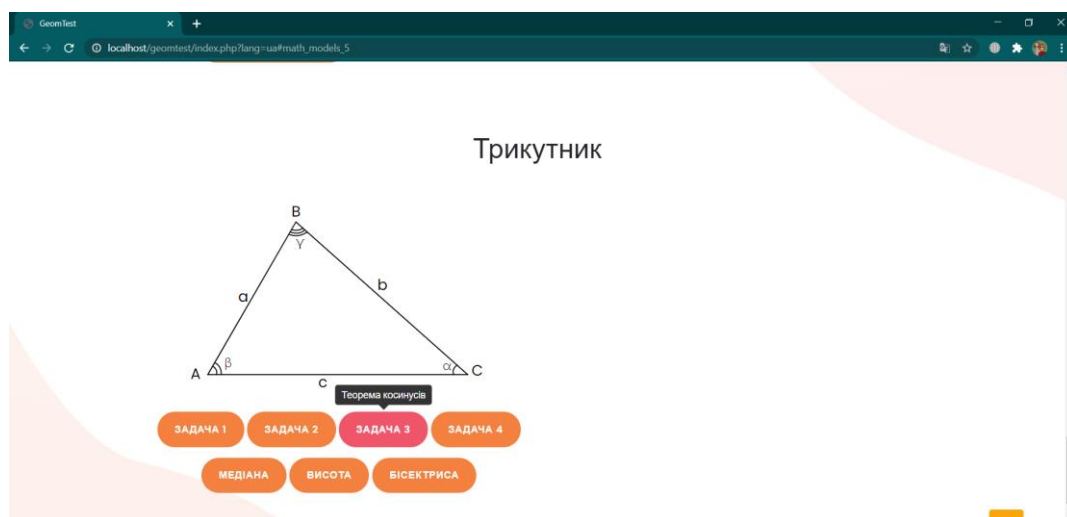 GeomTest
localhost/geomtest/index.php?lang=ua#math_models_5
Трикутник
B
γ
a
b
A
β
α
C
c
Теорема косинусів
ЗАДАЧА 1
ЗАДАЧА 2
ЗАДАЧА 3
ЗАДАЧА 4
МЕДІАНА
ВИСОТА
БІСЕКТРИСА